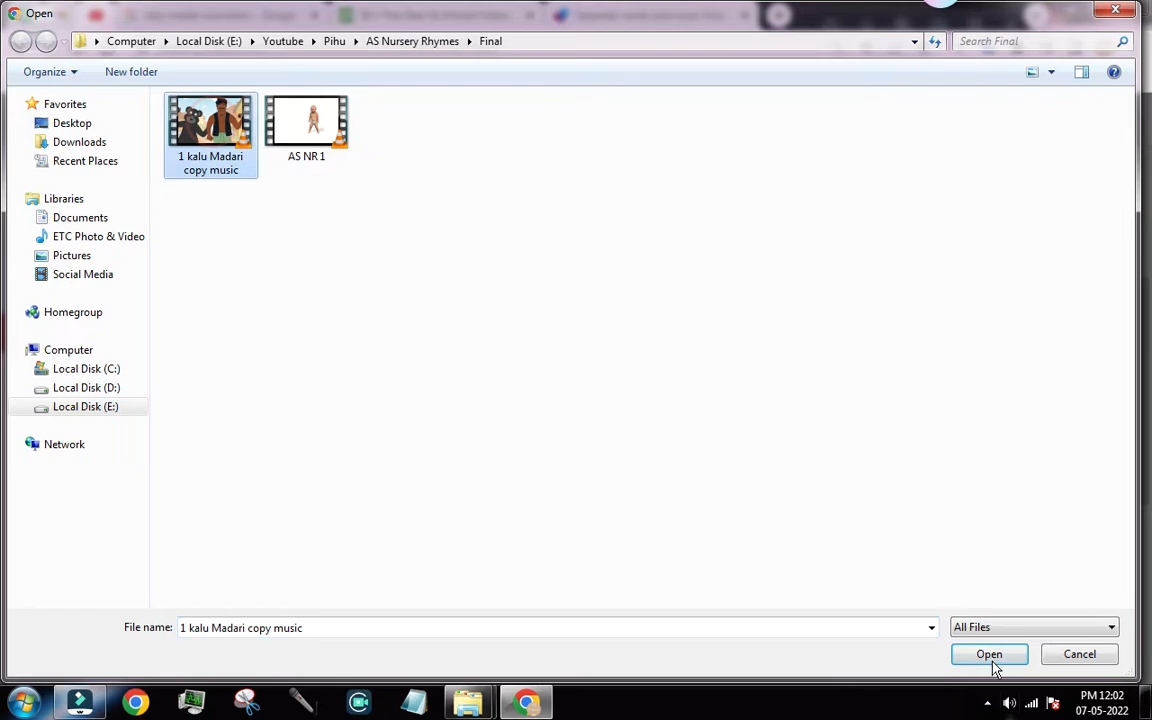 Open
Computer
Local Disk (E:)
Youtube
Pihu
AS Nursery Rhymes
Final
Search Final
Organize
New folder
Favorites
Desktop
Downloads
Recent Places
Libraries
Documents
ETC Photo & Video
Pictures
Social Media
Homegroup
Computer
Local Disk (C:)
Local Disk (D:)
Local Disk (E:)
Network
1 kalu Madari
copy music
AS NR 1
File name:
1 kalu Madari copy music
All Files
Open
Cancel
PM 12:02
07-05-2022